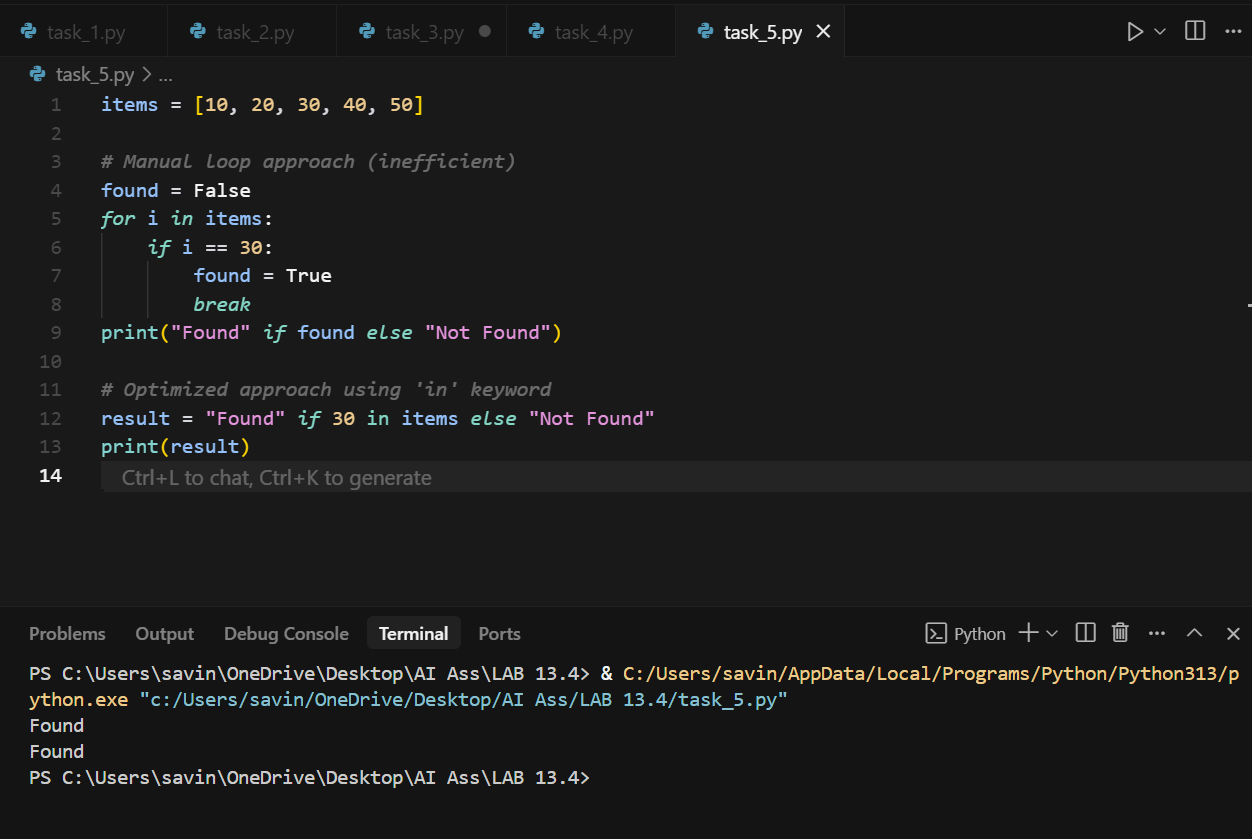 task_1.py task_2.py task_3.py task_4.py task_5.py
task_5.py > ...
1 items = [10, 20, 30, 40, 50]
2
3 # Manual loop approach (inefficient)
4 found = False
5 for i in items:
6     if i == 30:
7         found = True
8         break
9 print("Found" if found else "Not Found")
10
11 # Optimized approach using 'in' keyword
12 result = "Found" if 30 in items else "Not Found"
13 print(result)
14 Ctrl+L to chat, Ctrl+K to generate
Problems Output Debug Console Terminal Ports Python
PS C:\Users\savin\OneDrive\Desktop\AI Ass\LAB 13.4> & C:/Users/savin/AppData/Local/Programs/Python/Python313/p
ython.exe "c:/Users/savin/OneDrive/Desktop/AI Ass/LAB 13.4/task_5.py"
Found
Found
PS C:\Users\savin\OneDrive\Desktop\AI Ass\LAB 13.4>